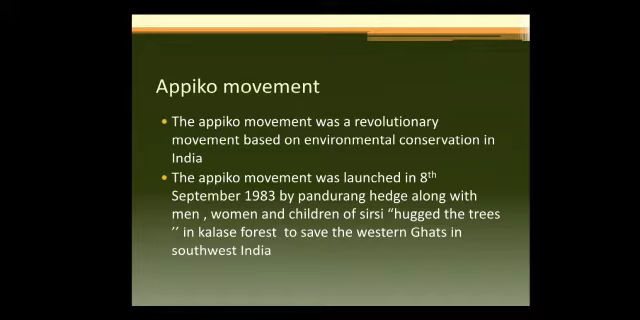 Appiko movement
• The appiko movement was a revolutionary
movement based on environmental conservation in
India
• The appiko movement was launched in 8th
September 1983 by pandurang hedge along with
men , women and children of sirsi “hugged the trees
’’ in kalase forest  to save the western Ghats in
southwest India